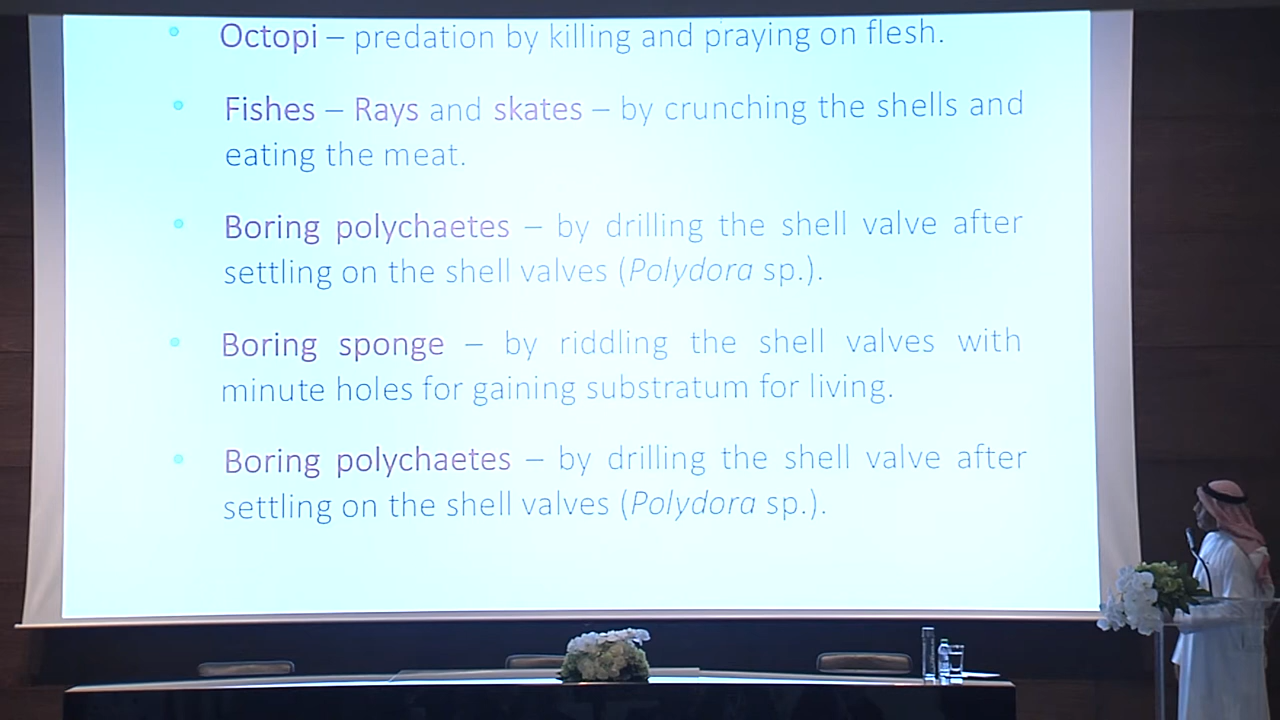 Octopi – predation by killing and praying on flesh.
Fishes – Rays and skates – by crunching the shells and
eating the meat.
Boring polychaetes – by drilling the shell valve after
settling on the shell valves (Polydora sp.).
Boring sponge – by riddling the shell valves with
minute holes for gaining substratum for living.
Boring polychaetes – by drilling the shell valve after
settling on the shell valves (Polydora sp.).